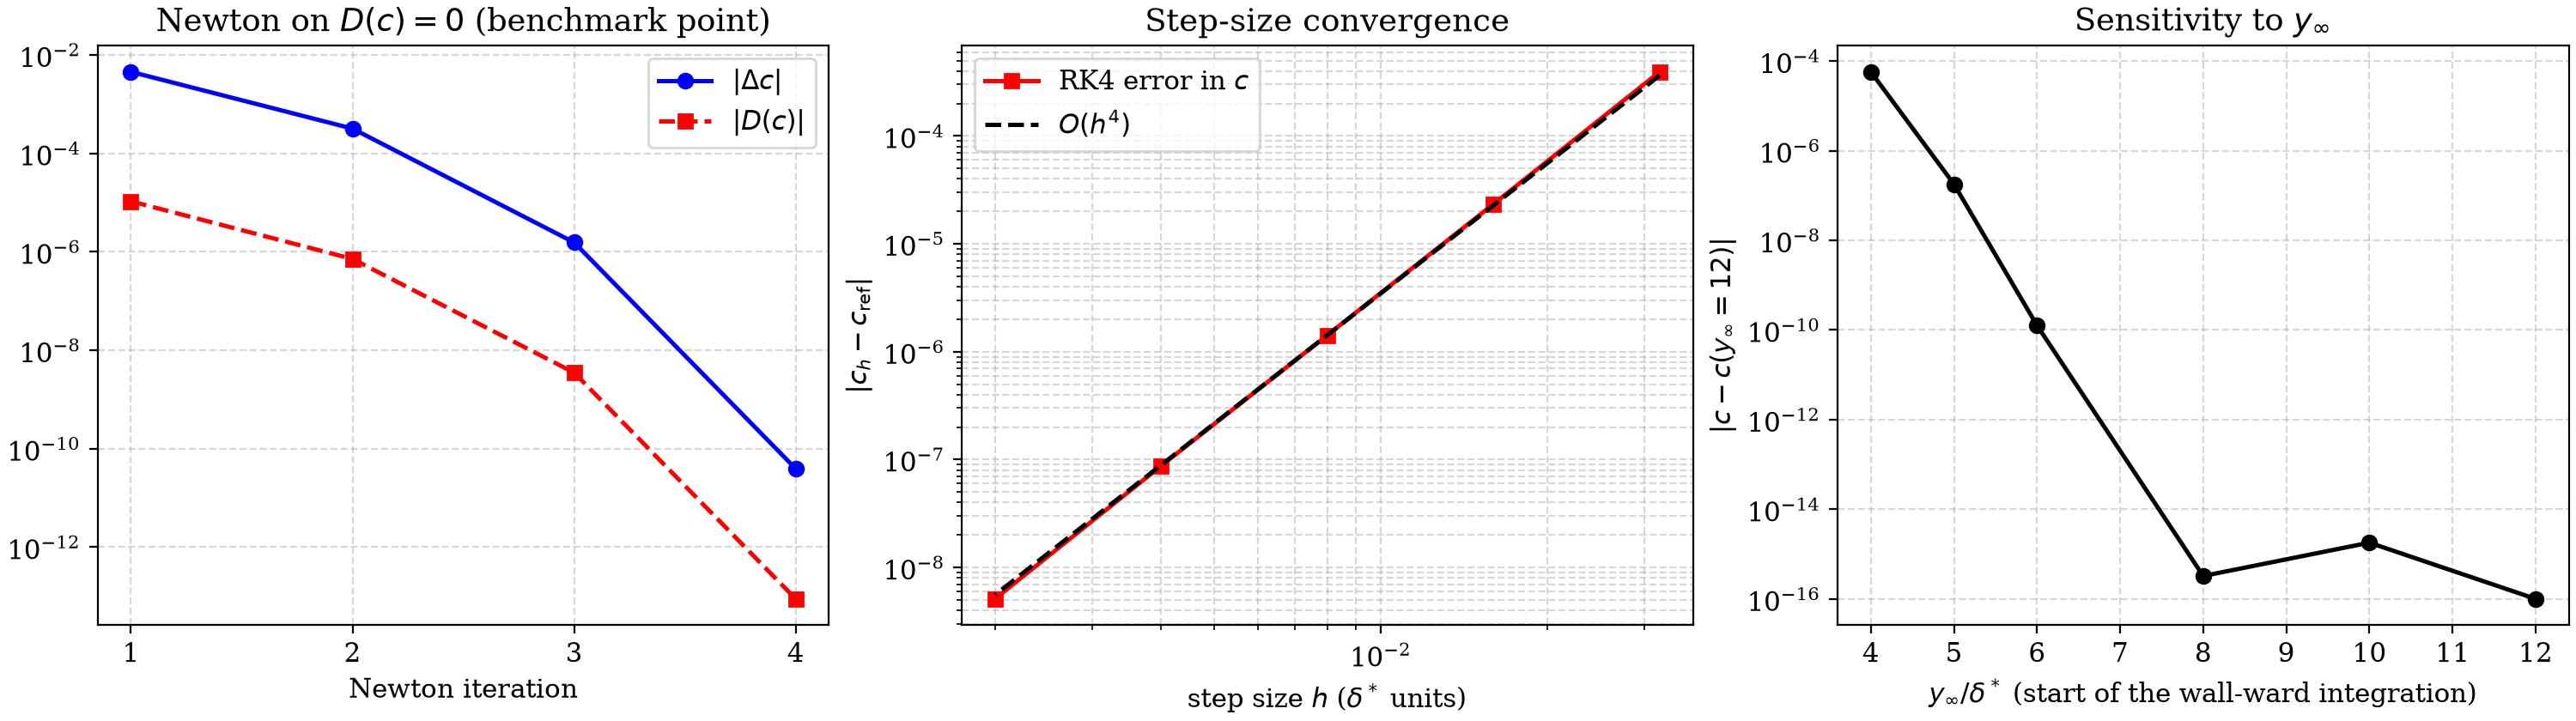 Newton on D(c) = 0 (benchmark point)
10⁻²
10⁻⁴
10⁻⁶
10⁻⁸
10⁻¹⁰
10⁻¹²
|Δc|
|D(c)|
1 2 3 4
Newton iteration
Step-size convergence
|c_h − c_ref|
10⁻⁴
10⁻⁵
10⁻⁶
10⁻⁷
10⁻⁸
RK4 error in c
O(h⁴)
10⁻²
step size h (δ* units)
Sensitivity to y_∞
|c − c(y_∞ = 12)|
10⁻⁴
10⁻⁶
10⁻⁸
10⁻¹⁰
10⁻¹²
10⁻¹⁴
10⁻¹⁶
4 5 6 7 8 9 10 11 12
y_∞/δ* (start of the wall-ward integration)